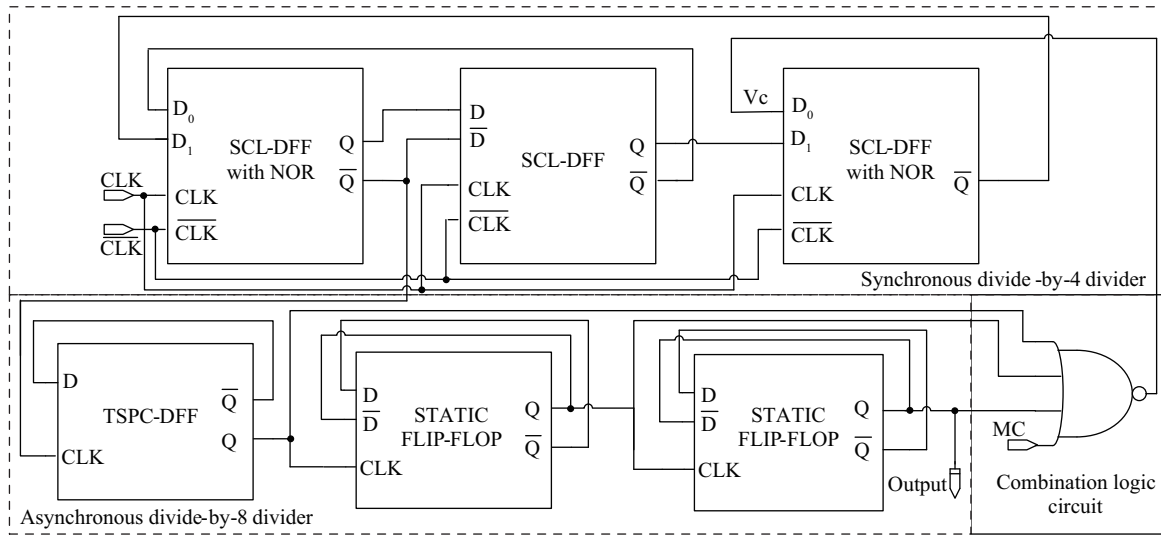 D0
D1
SCL-DFF
with NOR
Q
Q
CLK
CLK
CLK
CLK
D
D
SCL-DFF
Q
Q
CLK
CLK
Vc
D0
D1
SCL-DFF
with NOR
Q
CLK
CLK
Synchronous divide -by-4 divider
D
TSPC-DFF
Q
Q
CLK
Asynchronous divide-by-8 divider
D
D
STATIC
FLIP-FLOP
Q
Q
CLK
D
D
STATIC
FLIP-FLOP
Q
Q
CLK
Output
MC
Combination logic
circuit